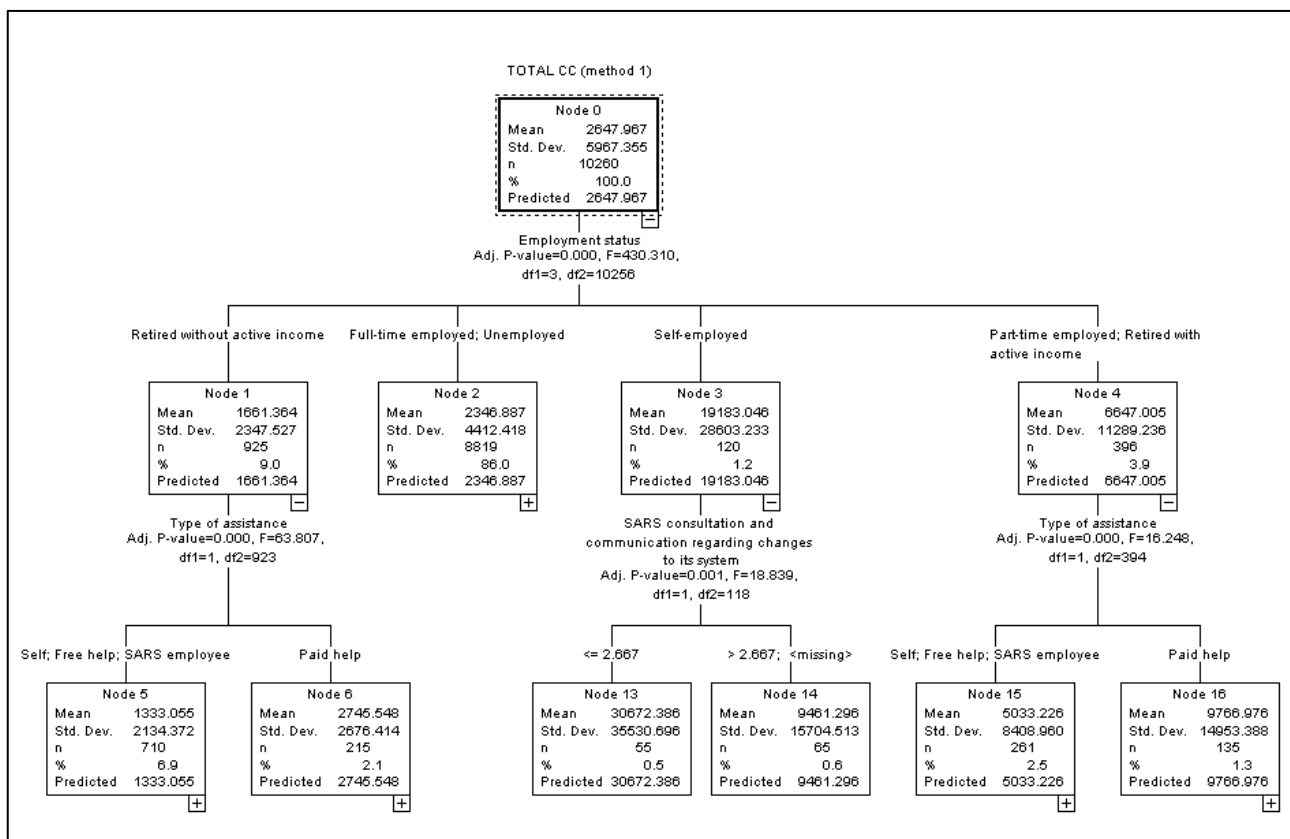 TOTAL CC (method 1)
Node 0
Mean 2647.967
Std. Dev. 5967.355
n 10260
% 100.0
Predicted 2647.967
Employment status
Adj. P-value=0.000, F=430.310,
df1=3, df2=10256
Retired without active income
Full-time employed; Unemployed
Self-employed
Part-time employed; Retired with
active income
Node 1
Mean 1661.364
Std. Dev. 2347.527
n 925
% 9.0
Predicted 1661.364
Node 2
Mean 2346.887
Std. Dev. 4412.418
n 8819
% 86.0
Predicted 2346.887
Node 3
Mean 19183.046
Std. Dev. 28603.233
n 120
% 1.2
Predicted 19183.046
Node 4
Mean 6647.005
Std. Dev. 11289.236
n 396
% 3.9
Predicted 6647.005
Type of assistance
Adj. P-value=0.000, F=63.807,
df1=1, df2=923
SARS consultation and
communication regarding changes
to its system
Adj. P-value=0.001, F=18.839,
df1=1, df2=118
Type of assistance
Adj. P-value=0.000, F=16.248,
df1=1, df2=394
Self; Free help; SARS employee
Paid help
<= 2.667
> 2.667; <missing>
Self; Free help; SARS employee
Paid help
Node 5
Mean 1333.055
Std. Dev. 2134.372
n 710
% 6.9
Predicted 1333.055
Node 6
Mean 2745.548
Std. Dev. 2676.414
n 215
% 2.1
Predicted 2745.548
Node 13
Mean 30672.386
Std. Dev. 35530.696
n 55
% 0.5
Predicted 30672.386
Node 14
Mean 9461.296
Std. Dev. 15704.513
n 65
% 0.6
Predicted 9461.296
Node 15
Mean 5033.226
Std. Dev. 8408.960
n 261
% 2.5
Predicted 5033.226
Node 16
Mean 9766.976
Std. Dev. 14953.388
n 135
% 1.3
Predicted 9766.976